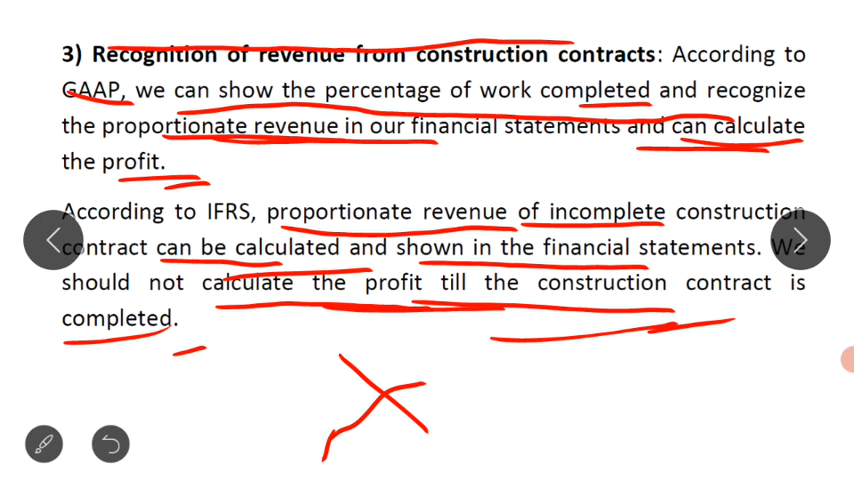 3) Recognition of revenue from construction contracts: According to
GAAP, we can show the percentage of work completed and recognize
the proportionate revenue in our financial statements and can calculate
the profit.
According to IFRS, proportionate revenue of incomplete construction
contract can be calculated and shown in the financial statements. We
should not calculate the profit till the construction contract is
completed.